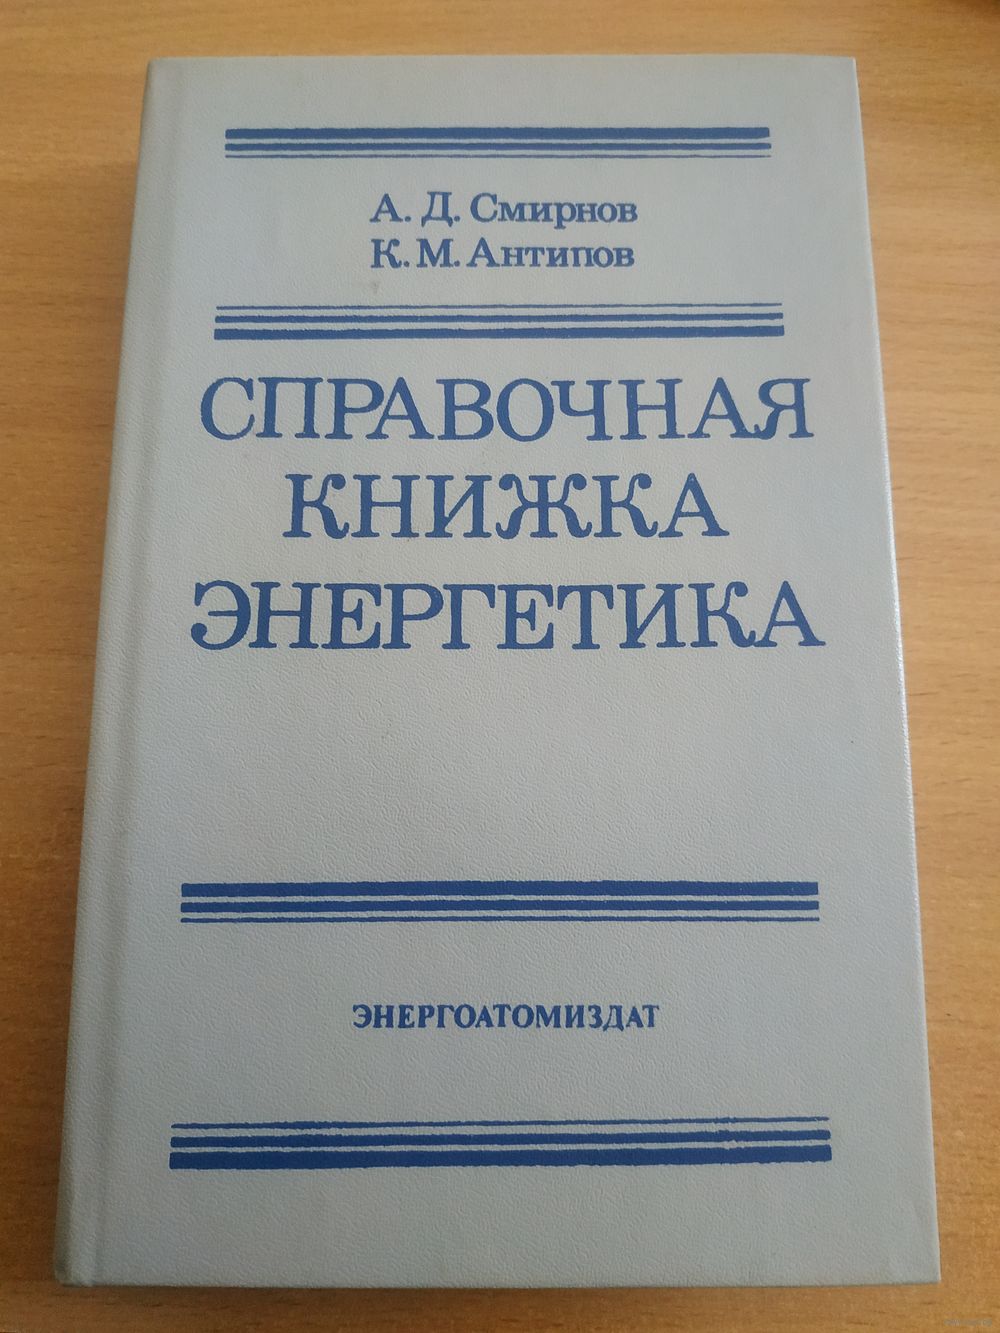 А. Д. Смирнов
К. М. Антипов
СПРАВОЧНАЯ
КНИЖКА
ЭНЕРГЕТИКА
ЭНЕРГОАТОМИЗДАТ